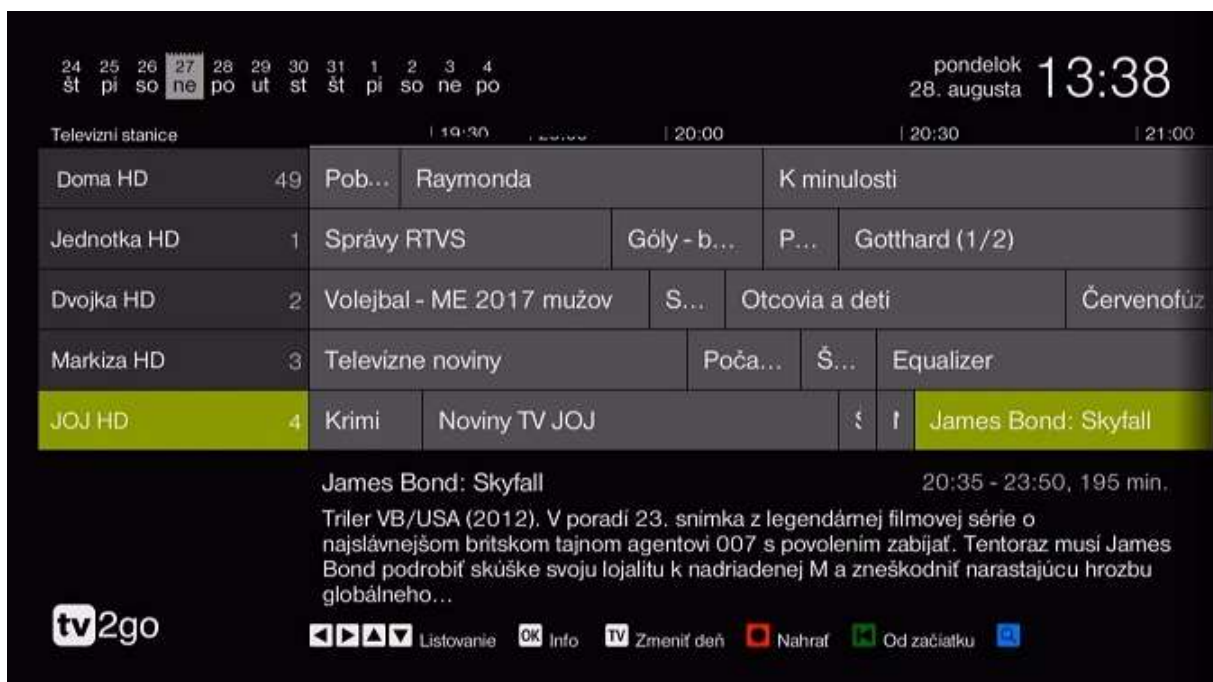 24 25 26 27 28 29 30 31 1 2 3 4
št pi so ne po ut st št pi so ne po
pondelok
28. augusta
13:38
Televizní stanice
19:30 20:00 20:30 21:00
Doma HD 49 Pob... Raymonda K minulosti
Jednotka HD 1 Správy RTVS Góly - b... P... Gotthard (1/2)
Dvojka HD 2 Volejbal - ME 2017 mužov S... Otcovia a deti Červenofúz
Markiza HD 3 Televízne noviny Poča... Š... Equalizer
JOJ HD 4 Krimi Noviny TV JOJ James Bond: Skyfall
James Bond: Skyfall 20:35 - 23:50, 195 min.
Triler VB/USA (2012). V poradí 23. snímka z legendárnej filmovej série o
najslávnejšom britskom tajnom agentovi 007 s povolením zabíjať. Tentoraz musí James
Bond podrobiť skúške svoju lojalitu k nadriadenej M a zneškodniť narastajúcu hrozbu
globálneho...
tv2go
Listovanie OK Info TV Zmeniť deň Nahrať Od začiatku